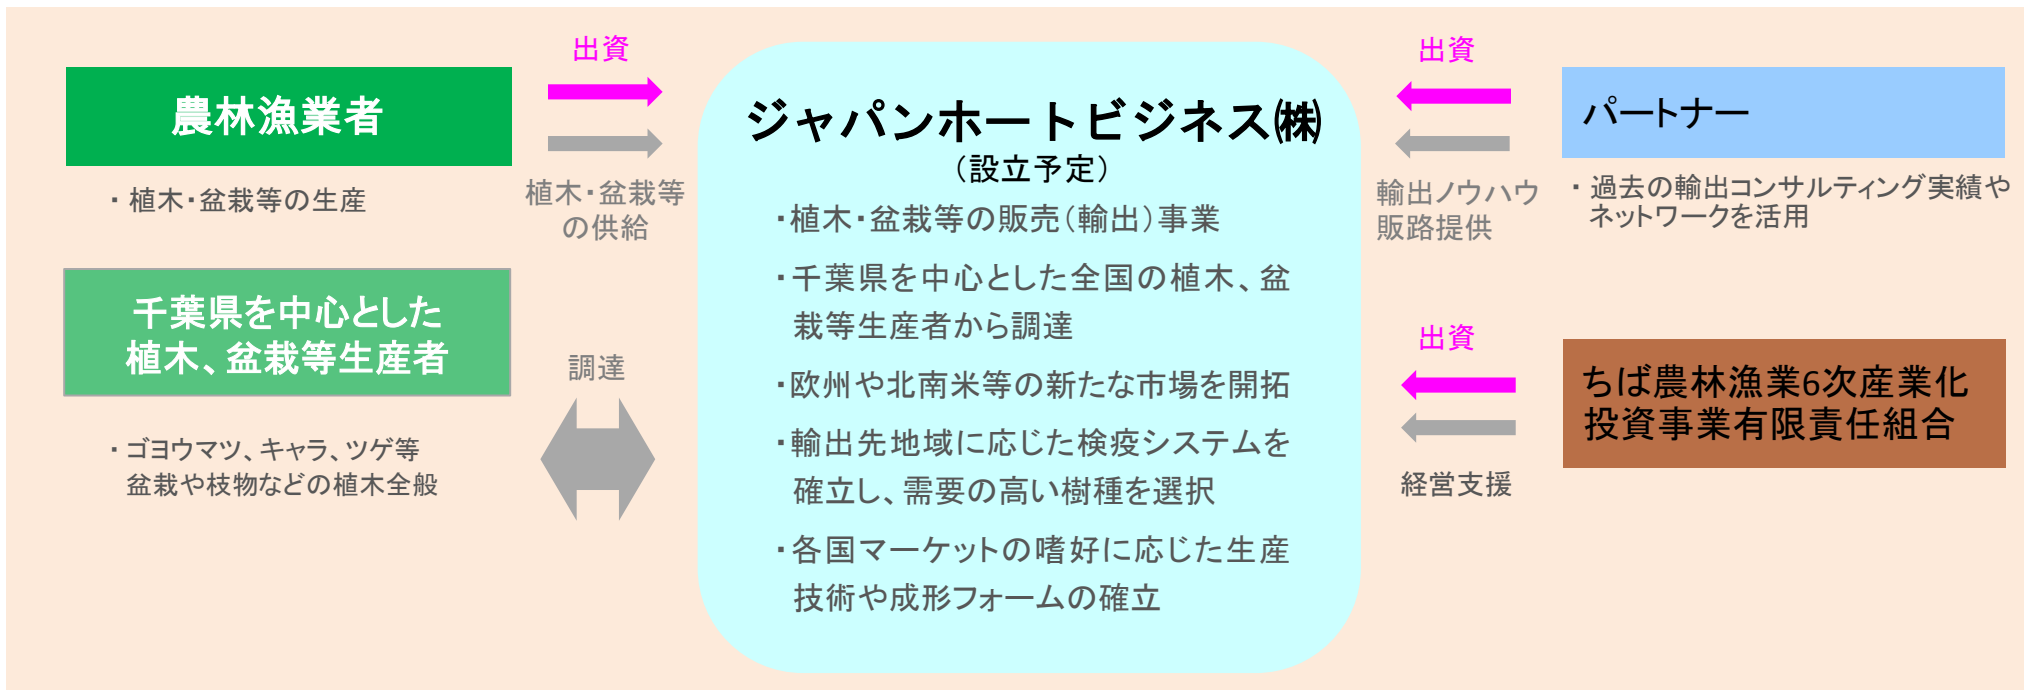 出資
農林漁業者
・植木・盆栽等の生産
植木・盆栽等
の供給
千葉県を中心とした
植木、盆栽等生産者
調達
・ゴヨウマツ、キャラ、ツゲ等
盆栽や枝物などの植木全般
ジャパンホートビジネス㈱
（設立予定）
・植木・盆栽等の販売（輸出）事業
・千葉県を中心とした全国の植木、盆
栽等生産者から調達
・欧州や北南米等の新たな市場を開拓
・輸出先地域に応じた検疫システムを
確立し、需要の高い樹種を選択
・各国マーケットの嗜好に応じた生産
技術や成形フォームの確立
出資
パートナー
輸出ノウハウ
販路提供
・過去の輸出コンサルティング実績や
ネットワークを活用
出資
ちば農林漁業6次産業化
投資事業有限責任組合
経営支援